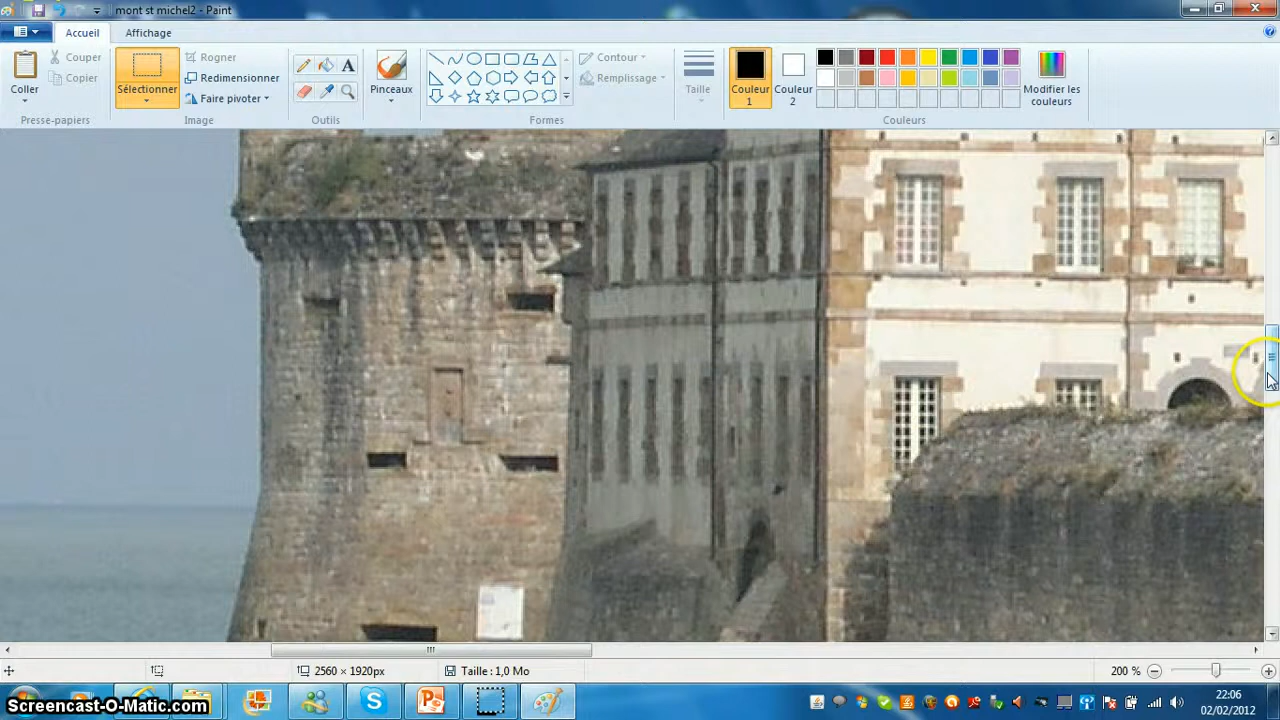 mont st michel2 - Paint
Accueil
Affichage
Coller
Couper
Copier
Presse-papiers
Sélectionner
Rogner
Redimensionner
Faire pivoter
Image
A
Outils
Pinceaux
Contour
Remplissage
Formes
Taille
Couleur
1
Couleur
2
Modifier les
couleurs
Couleurs
2560 × 1920px
Taille : 1,0 Mo
200 %
22:06
02/02/2012
Screencast-O-Matic.com